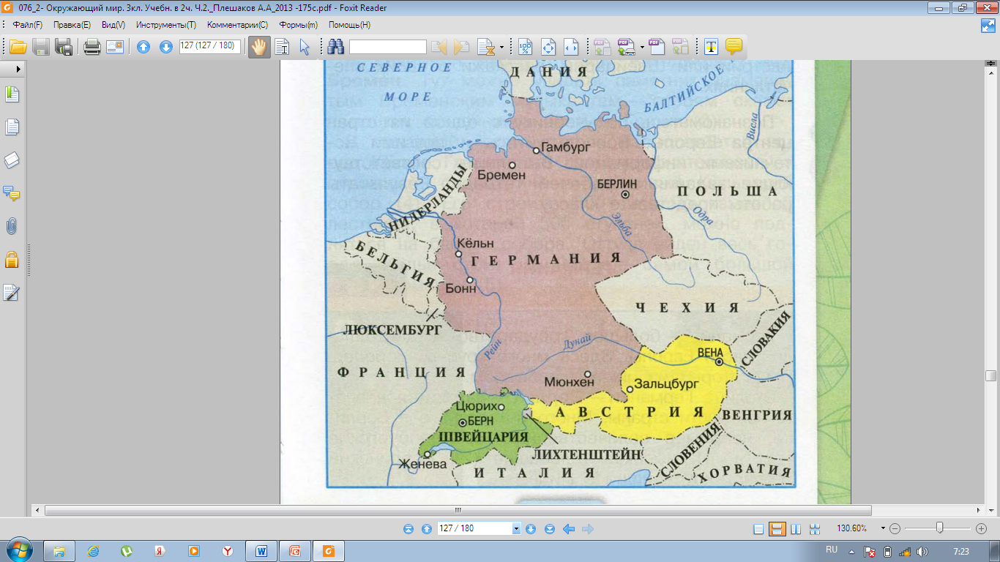 076_2- Окружающий мир. 3кл. Учебн. в 2ч. Ч.2._Плешаков А.А_2013 -175с.pdf - Foxit Reader
Файл(F) Правка(E) Вид(V) Инструменты(T) Комментарии(C) Формы(m) Помощь(H)
127 (127 / 180)
СЕВЕРНОЕ
МОРЕ
ДАНИЯ
БАЛТИЙСКОЕ
Висла
Гамбург
Бремен
БЕРЛИН
ПОЛЬША
НИДЕРЛАНДЫ
Эльба
Одра
Кёльн
ГЕРМАНИЯ
БЕЛЬГИЯ
Бонн
ЧЕХИЯ
ЛЮКСЕМБУРГ
СЛОВАКИЯ
Рейн
Дунай
ВЕНА
ФРАНЦИЯ
Мюнхен
Зальцбург
Цюрих
АВСТРИЯ
ВЕНГРИЯ
БЕРН
ШВЕЙЦАРИЯ
ЛИХТЕНШТЕЙН
СЛОВЕНИЯ
Женева
ИТАЛИЯ
ХОРВАТИЯ
127 / 180
130.60%
RU
7:23